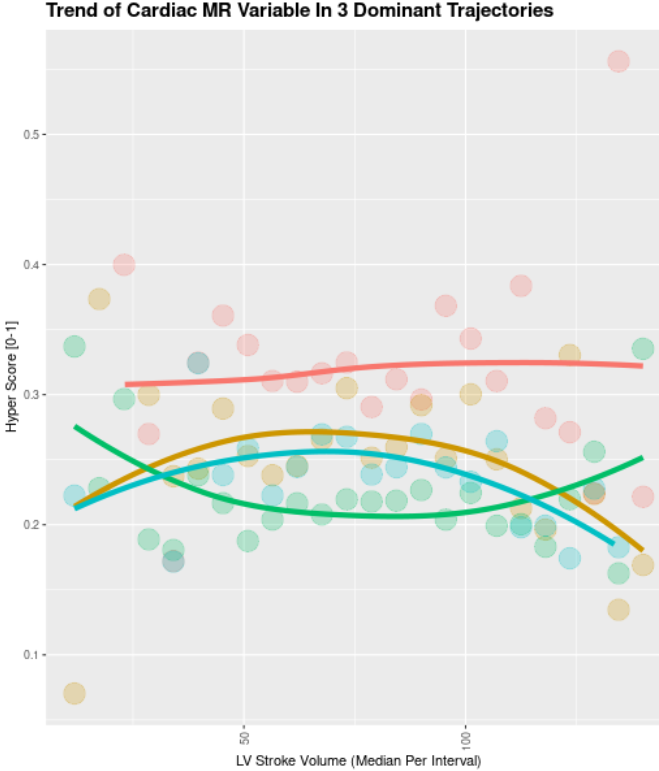 Trend of Cardiac MR Variable In 3 Dominant Trajectories
Hyper Score [0-1]
0.5
0.4
0.3
0.2
0.1
50
100
LV Stroke Volume (Median Per Interval)